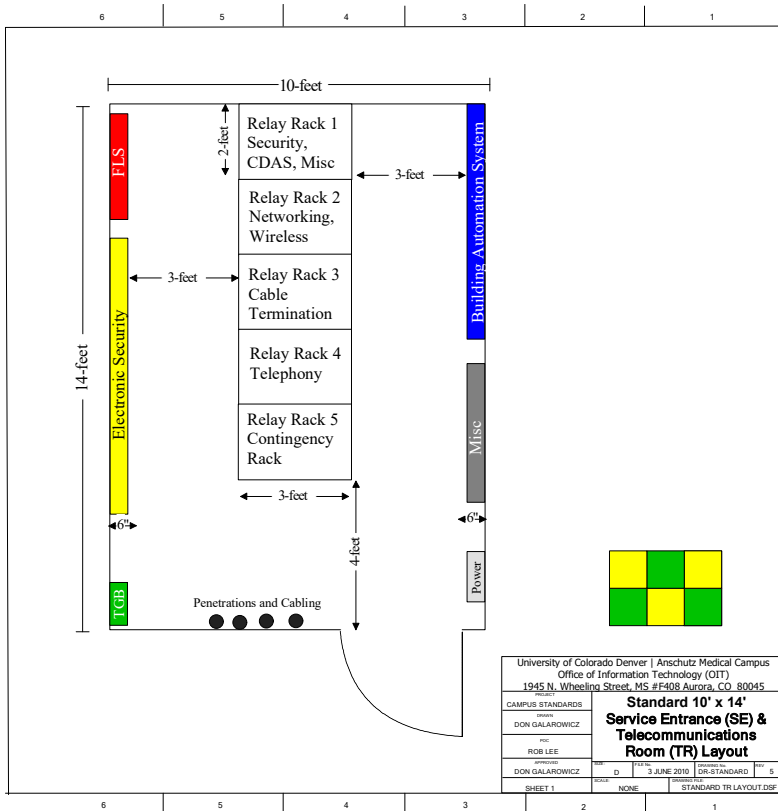 6 5 4 3 2 1
10-feet
FLS
2-feet
Relay Rack 1
Security,
CDAS, Misc
3-feet
Building Automation System
Relay Rack 2
Networking,
Wireless
3-feet
Relay Rack 3
Cable
Termination
14-feet
Electronic Security
Relay Rack 4
Telephony
Misc
Relay Rack 5
Contingency
Rack
3-feet
6"
6"
4-feet
TGB
Power
Penetrations and Cabling
University of Colorado Denver | Anschutz Medical Campus
Office of Information Technology (OIT)
1945 N. Wheeling Street, MS #F408 Aurora, CO 80045
PROJECT
CAMPUS STANDARDS
DRAWN
DON GALAROWICZ
POC
ROB LEE
APPROVED
DON GALAROWICZ
SHEET 1
Standard 10' x 14'
Service Entrance (SE) &
Telecommunications
Room (TR) Layout
SIZE
D
FILE No.
3 JUNE 2010
DRAWING No.
DR-STANDARD
REV
5
SCALE
NONE
DRAWING FILE:
STANDARD TR LAYOUT.DSF
6 5 4 3 2 1